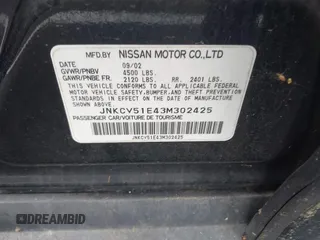 MFD.BY NISSAN MOTOR CO.,LTD
DATE 09/02
GVWR/PNBV 4500 LBS.
GAWR/PNBE FR. 2120 LBS. RR. 2401 LBS.
THIS VEHICLE CONFORMS TO ALL APPLICABLE FEDERAL
MOTOR VEHICLE SAFETY,BUMPER,AND THEFT PREVENTION
STANDARDS IN EFFECT ON THE DATE OF MANUFACTURE
SHOWN ABOVE.
JNKCV51E43M302425
PASSENGER CAR/VOITURE DE TOURISME
JNKCV51E43M302425
DREAMBID